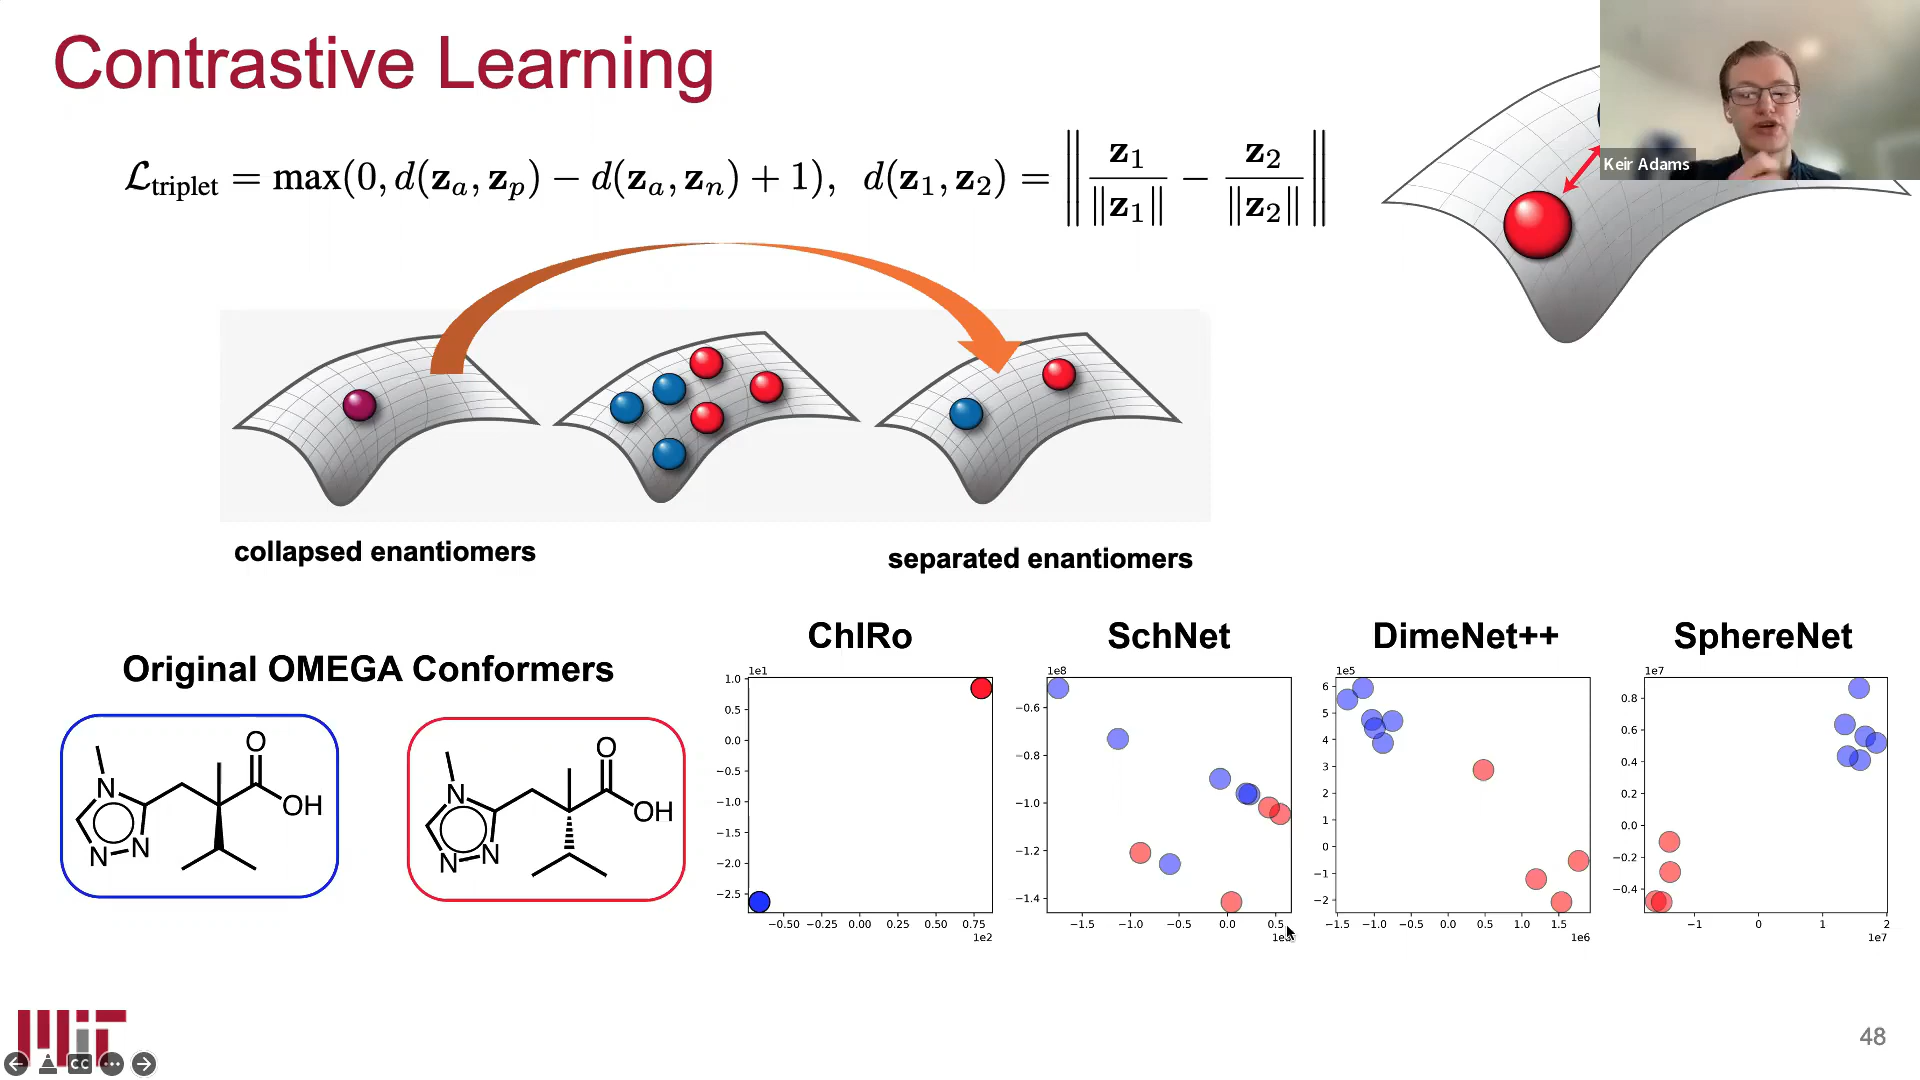 Contrastive Learning
Keir Adams
ℒ_triplet = max(0, d(z_a, z_p) − d(z_a, z_n) + 1), d(z_1, z_2) = ‖ z_1/‖z_1‖ − z_2/‖z_2‖ ‖
collapsed enantiomers
separated enantiomers
Original OMEGA Conformers
N
N N
O
OH
N
N N
O
OH
ChIRo
1e1
1.0
0.5
0.0
−0.5
−1.0
−1.5
−2.0
−2.5
−0.50 −0.25 0.00 0.25 0.50 0.75
1e2
SchNet
1e8
−0.6
−0.8
−1.0
−1.2
−1.4
−1.5 −1.0 −0.5 0.0 0.5
DimeNet++
1e5
6
5
4
3
2
1
0
−1
−2
−1.5 −1.0 −0.5 0.0 0.5 1.0 1.5
1e6
SphereNet
1e7
0.8
0.6
0.4
0.2
0.0
−0.2
−0.4
−1 0 1 2
1e7
MIT
CC
48